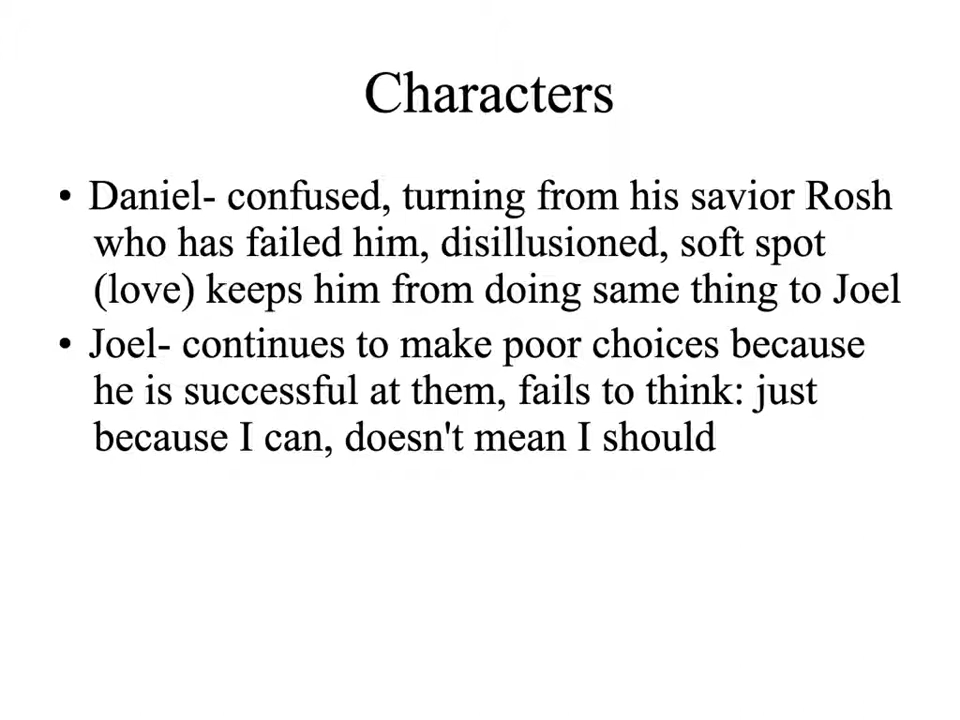 Characters
• Daniel- confused, turning from his savior Rosh
who has failed him, disillusioned, soft spot
(love) keeps him from doing same thing to Joel
• Joel- continues to make poor choices because
he is successful at them, fails to think: just
because I can, doesn't mean I should